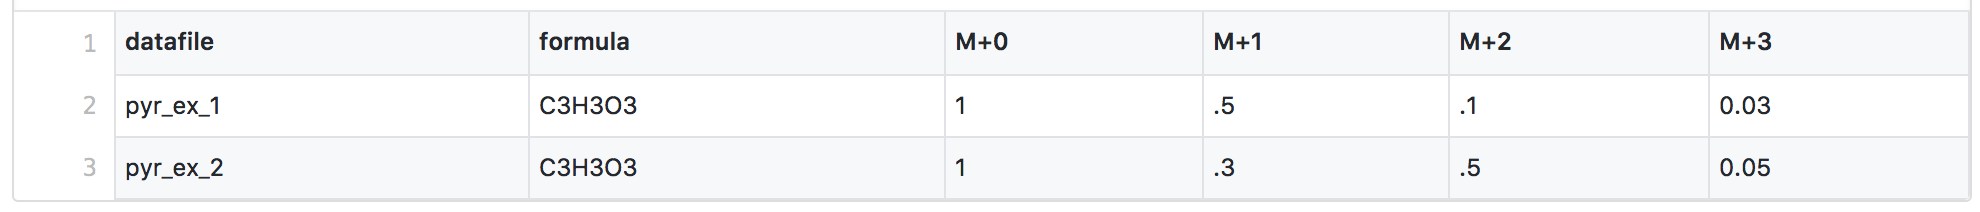 1 datafile formula M+0 M+1 M+2 M+3
2 pyr_ex_1 C3H3O3 1 .5 .1 0.03
3 pyr_ex_2 C3H3O3 1 .3 .5 0.05